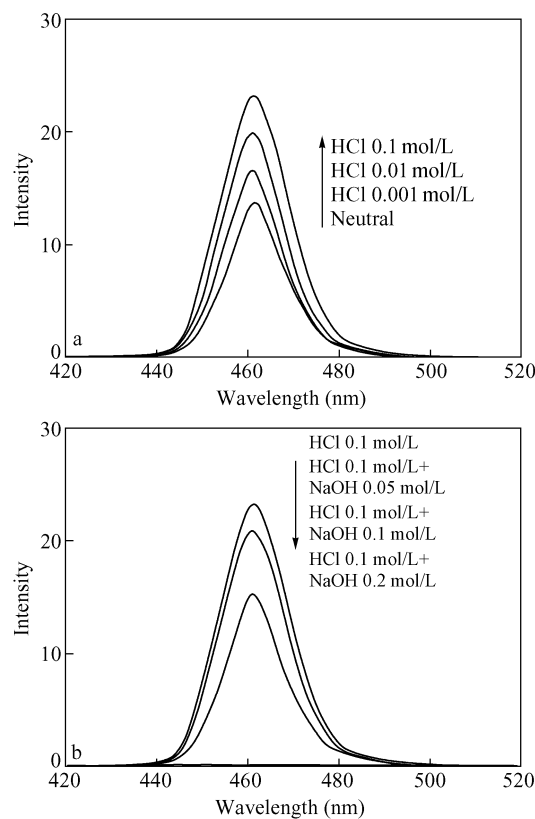 30
20
10
0
Intensity
HCl 0.1 mol/L
HCl 0.01 mol/L
HCl 0.001 mol/L
Neutral
a
420 440 460 480 500 520
Wavelength (nm)
30
20
10
0
Intensity
HCl 0.1 mol/L
HCl 0.1 mol/L+
NaOH 0.05 mol/L
HCl 0.1 mol/L+
NaOH 0.1 mol/L
HCl 0.1 mol/L+
NaOH 0.2 mol/L
b
420 440 460 480 500 520
Wavelength (nm)